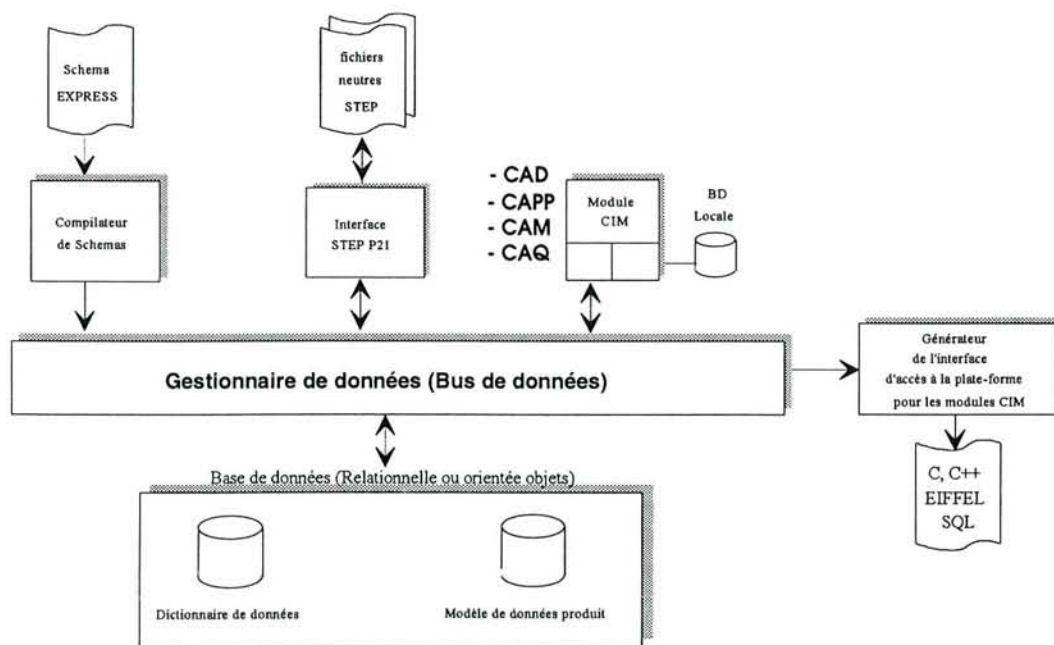 Schema
EXPRESS
fichiers
neutres
STEP
Compilateur
de Schemas
Interface
STEP P21
- CAD
- CAPP
- CAM
- CAQ
Module
CIM
BD
Locale
Gestionnaire de données (Bus de données)
Générateur
de l'interface
d'accès à la plate-forme
pour les modules CIM
C, C++
EIFFEL
SQL
Base de données (Relationnelle ou orientée objets)
Dictionnaire de données
Modèle de données produit